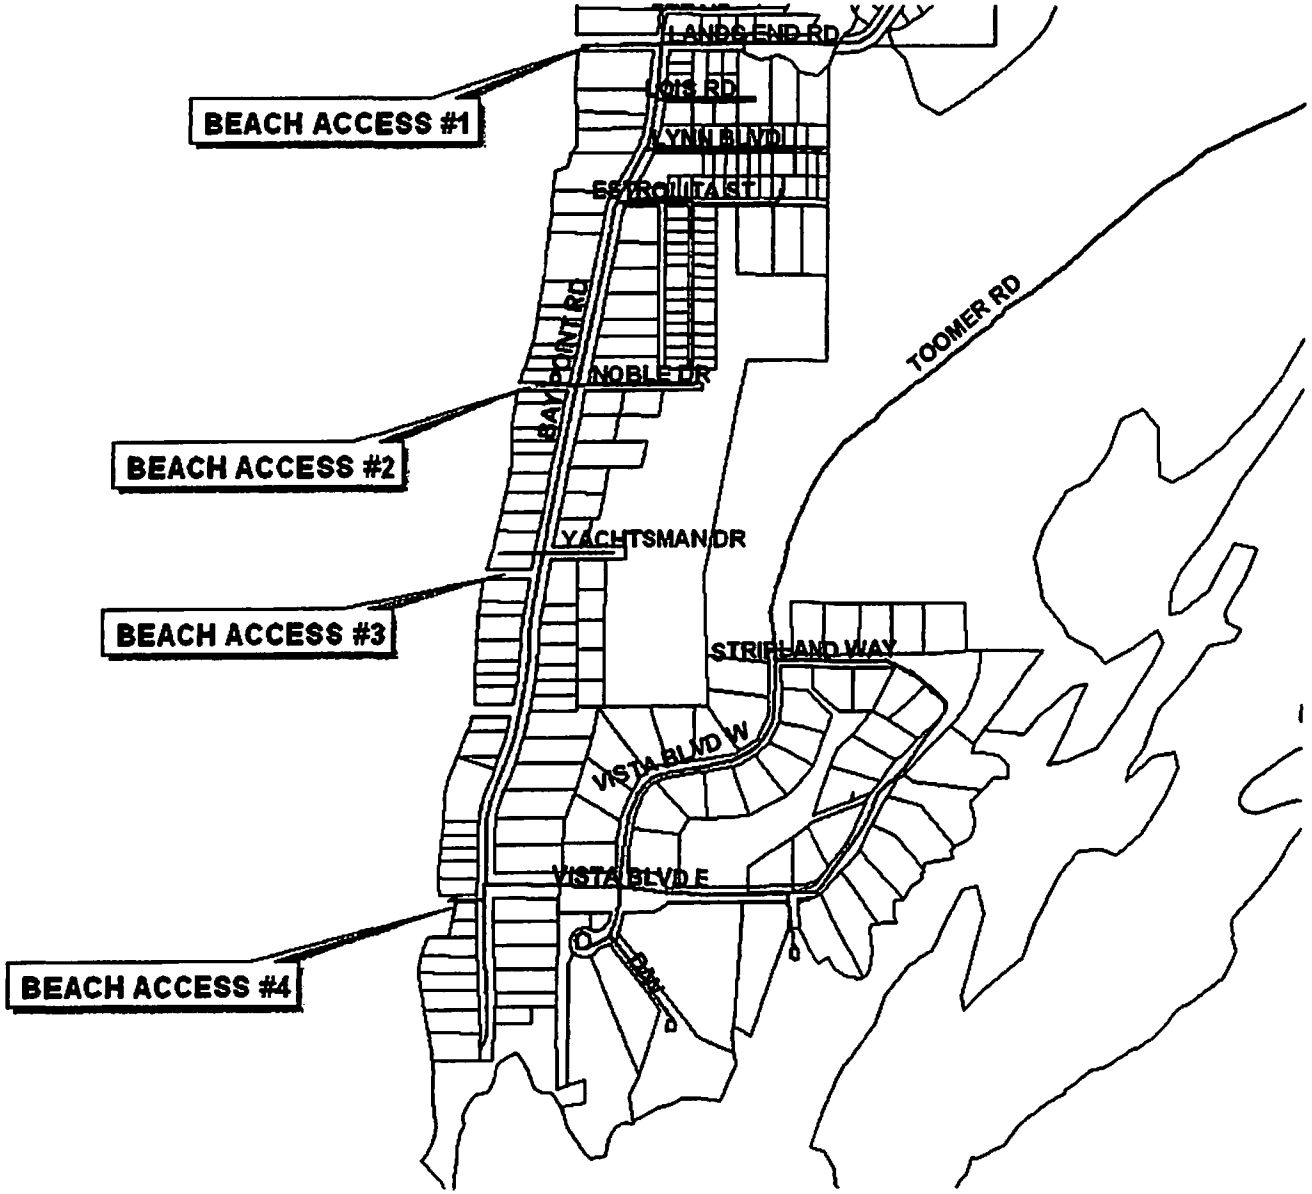 LANDS END RD
LOIS RD
BEACH ACCESS #1
LYNN BLVD
ESTROLITA ST
BAY POINT RD
TOOMER RD
NOBLE DR
BEACH ACCESS #2
YACHTSMAN DR
BEACH ACCESS #3
STRIPLAND WAY
VISTA BLVD W
VISTA BLVD E
BEACH ACCESS #4